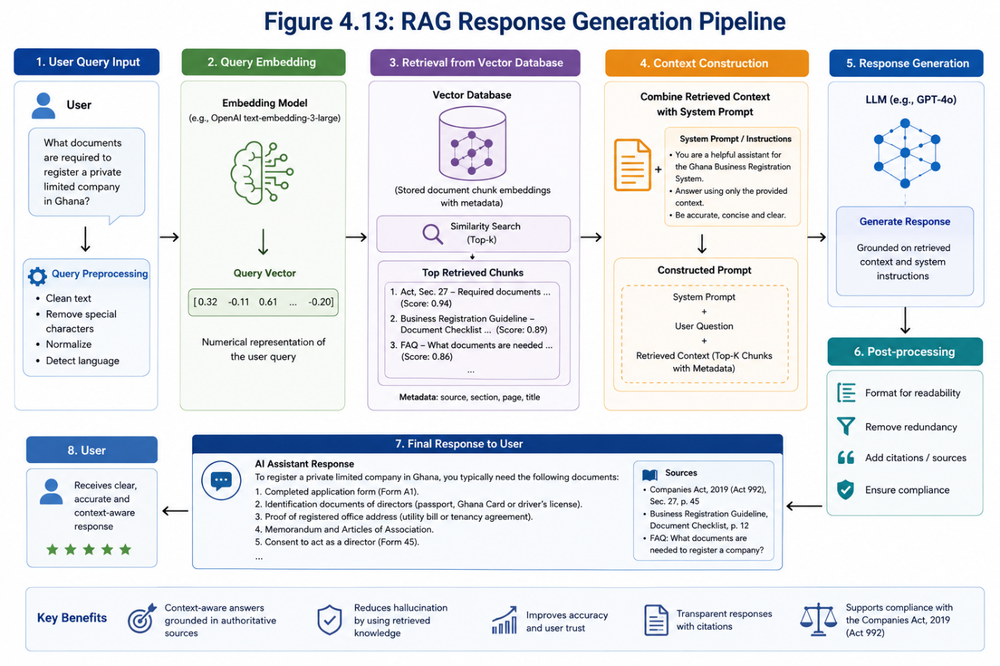 Figure 4.13: RAG Response Generation Pipeline
1. User Query Input
User
What documents
are required to
register a private
limited company
in Ghana?
Query Preprocessing
• Clean text
• Remove special
characters
• Normalize
• Detect language
2. Query Embedding
Embedding Model
(e.g., OpenAI text-embedding-3-large)
Query Vector
[ 0.32 -0.11 0.61 ... -0.20]
Numerical representation of
the user query
3. Retrieval from Vector Database
Vector Database
(Stored document chunk embeddings
with metadata)
Similarity Search
(Top-k)
Top Retrieved Chunks
1. Act, Sec. 27 – Required documents ...
(Score: 0.94)
2. Business Registration Guideline –
Document Checklist ... (Score: 0.89)
3. FAQ – What documents are needed ...
(Score: 0.86)
...
Metadata: source, section, page, title
4. Context Construction
Combine Retrieved Context
with System Prompt
+
System Prompt / Instructions
• You are a helpful assistant for
the Ghana Business Registration
System.
• Answer using only the provided
context.
• Be accurate, concise and clear.
Constructed Prompt
System Prompt
+
User Question
+
Retrieved Context (Top-K Chunks
with Metadata)
5. Response Generation
LLM (e.g., GPT-4o)
Generate Response
Grounded on retrieved
context and system
instructions
6. Post-processing
Format for readability
Remove redundancy
Add citations / sources
Ensure compliance
7. Final Response to User
AI Assistant Response
To register a private limited company in Ghana, you typically need the following documents:
1. Completed application form (Form A1).
2. Identification documents of directors (passport, Ghana Card or driver's license).
3. Proof of registered office address (utility bill or tenancy agreement).
4. Memorandum and Articles of Association.
5. Consent to act as a director (Form 45).
...
Sources
• Companies Act, 2019 (Act 992),
Sec. 27, p. 45
• Business Registration Guideline,
Document Checklist, p. 12
• FAQ: What documents are
needed to register a company?
8. User
Receives clear,
accurate and
context-aware
response
Key Benefits
Context-aware answers
grounded in authoritative
sources
Reduces hallucination
by using retrieved
knowledge
Improves accuracy
and user trust
Transparent responses
with citations
Supports compliance with
the Companies Act, 2019
(Act 992)